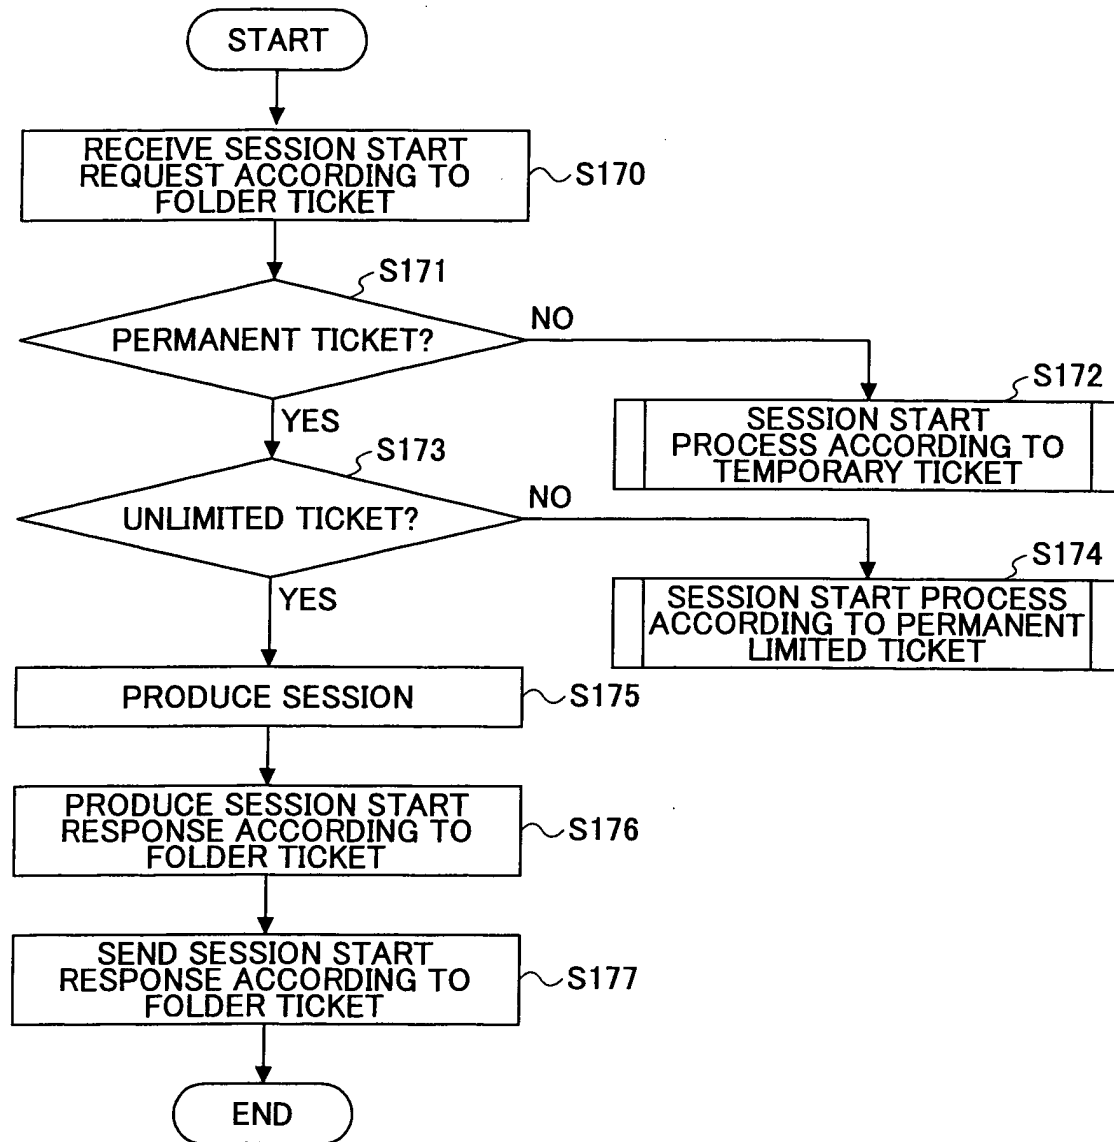 START
RECEIVE SESSION START
REQUEST ACCORDING TO
FOLDER TICKET
S170
S171
PERMANENT TICKET?
NO
YES
S172
SESSION START
PROCESS ACCORDING TO
TEMPORARY TICKET
S173
UNLIMITED TICKET?
NO
YES
S174
SESSION START PROCESS
ACCORDING TO PERMANENT
LIMITED TICKET
PRODUCE SESSION
S175
PRODUCE SESSION START
RESPONSE ACCORDING TO
FOLDER TICKET
S176
SEND SESSION START
RESPONSE ACCORDING TO
FOLDER TICKET
S177
END